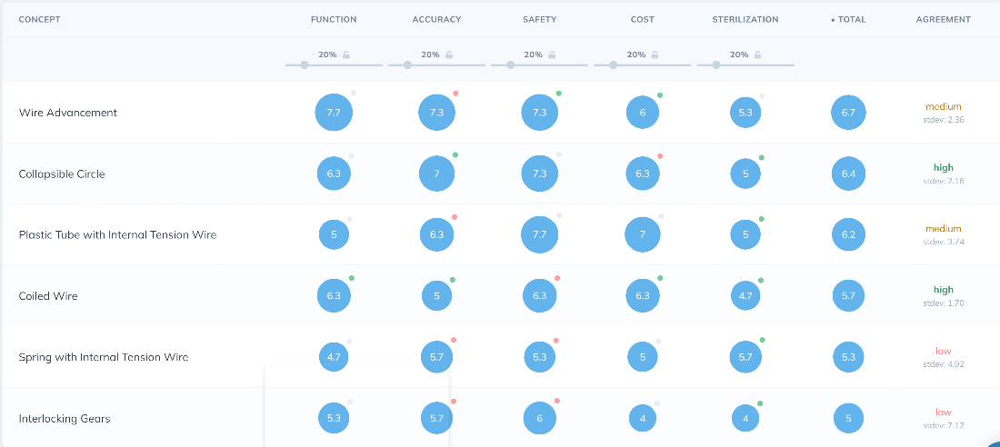 CONCEPT FUNCTION ACCURACY SAFETY COST STERILIZATION • TOTAL AGREEMENT
20% 20% 20% 20% 20%
Wire Advancement 7.7 7.3 7.3 6 5.3 6.7 medium
stdev: 2.36
Collapsible Circle 6.3 7 7.3 6.3 5 6.4 high
stdev: 2.16
Plastic Tube with Internal Tension Wire 5 6.3 7.7 7 5 6.2 medium
stdev: 3.74
Coiled Wire 6.3 5 6.3 6.3 4.7 5.7 high
stdev: 1.70
Spring with Internal Tension Wire 4.7 5.7 5.3 5 5.7 5.3 low
stdev: 4.92
Interlocking Gears 5.3 5.7 6 4 4 5 low
stdev: 7.12